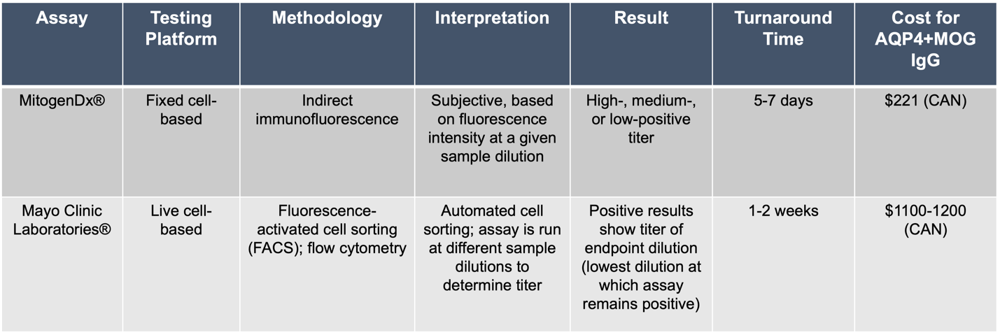 Assay
Testing
Platform
Methodology
Interpretation
Result
Turnaround
Time
Cost for
AQP4+MOG
IgG
MitogenDx®
Fixed cell-
based
Indirect
immunofluorescence
Subjective, based
on fluorescence
intensity at a given
sample dilution
High-, medium-,
or low-positive
titer
5-7 days
$221 (CAN)
Mayo Clinic
Laboratories®
Live cell-
based
Fluorescence-
activated cell sorting
(FACS); flow cytometry
Automated cell
sorting; assay is run
at different sample
dilutions to
determine titer
Positive results
show titer of
endpoint dilution
(lowest dilution at
which assay
remains positive)
1-2 weeks
$1100-1200
(CAN)